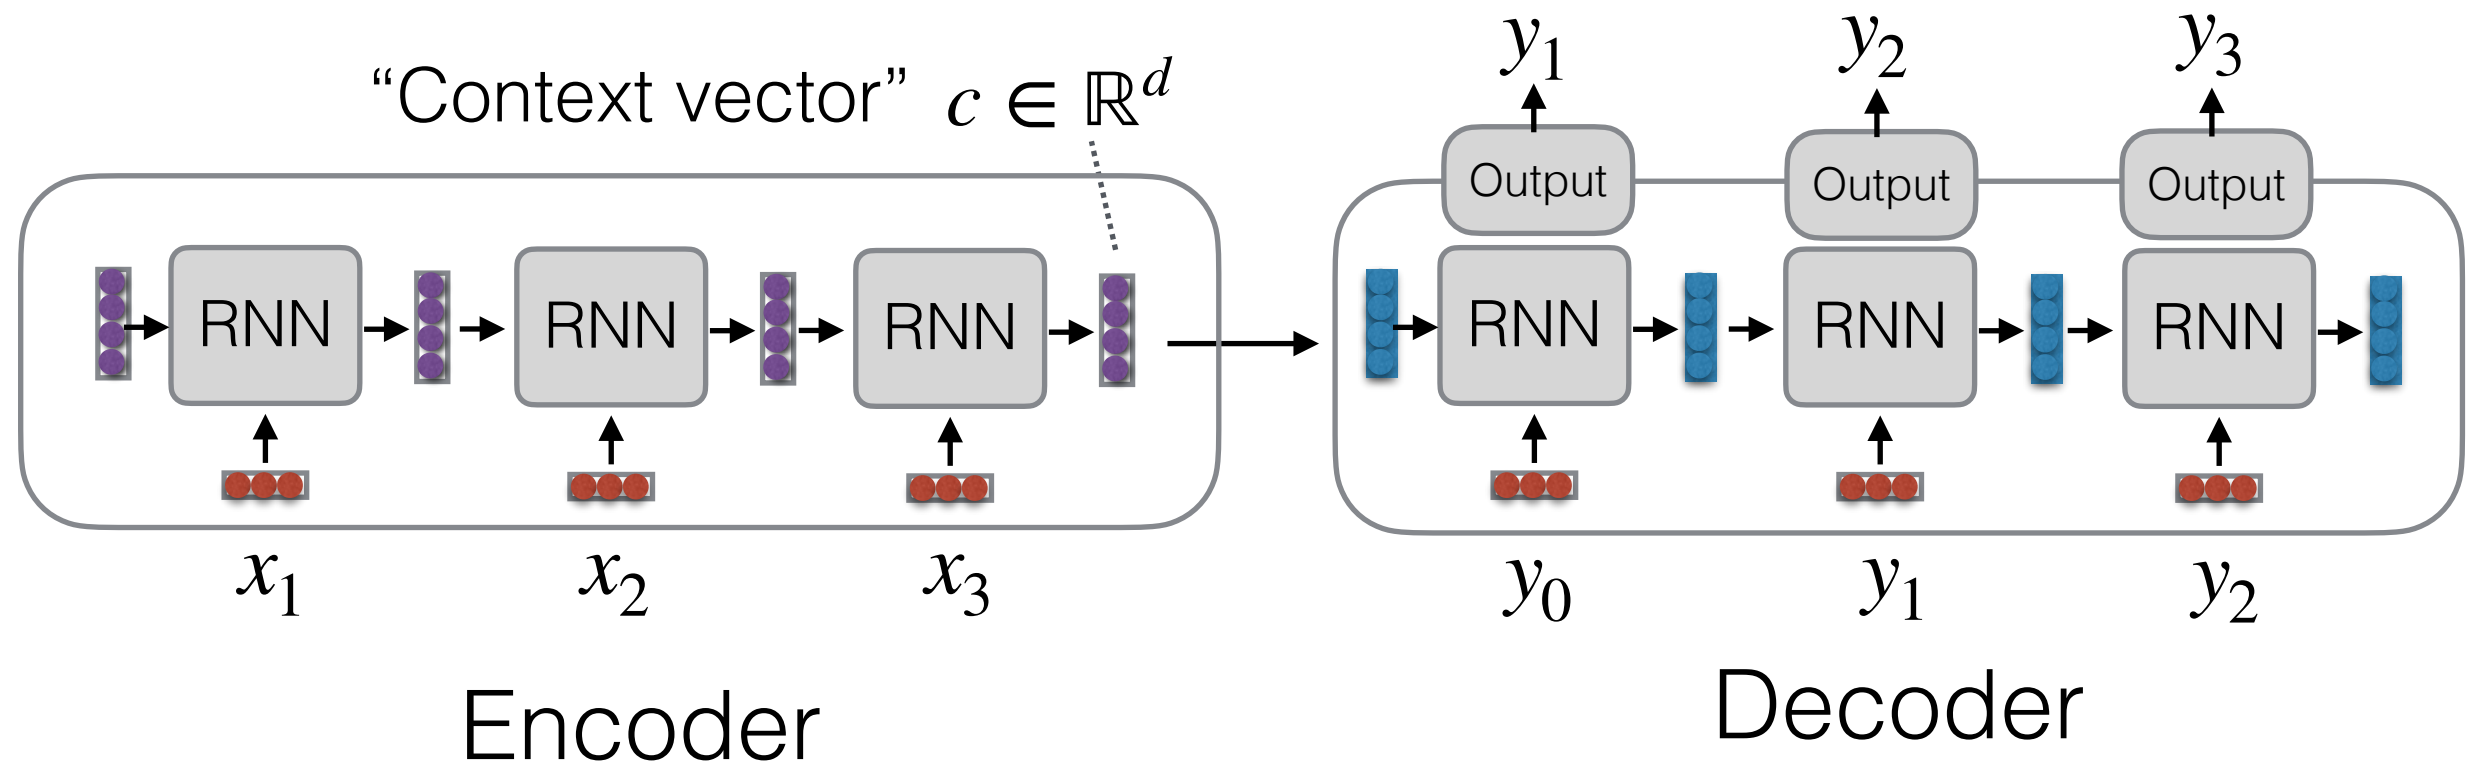 “Context vector” c ∈ ℝᵈ
y₁ y₂ y₃
Output Output Output
RNN RNN RNN RNN RNN RNN
x₁ x₂ x₃ y₀ y₁ y₂
Encoder
Decoder